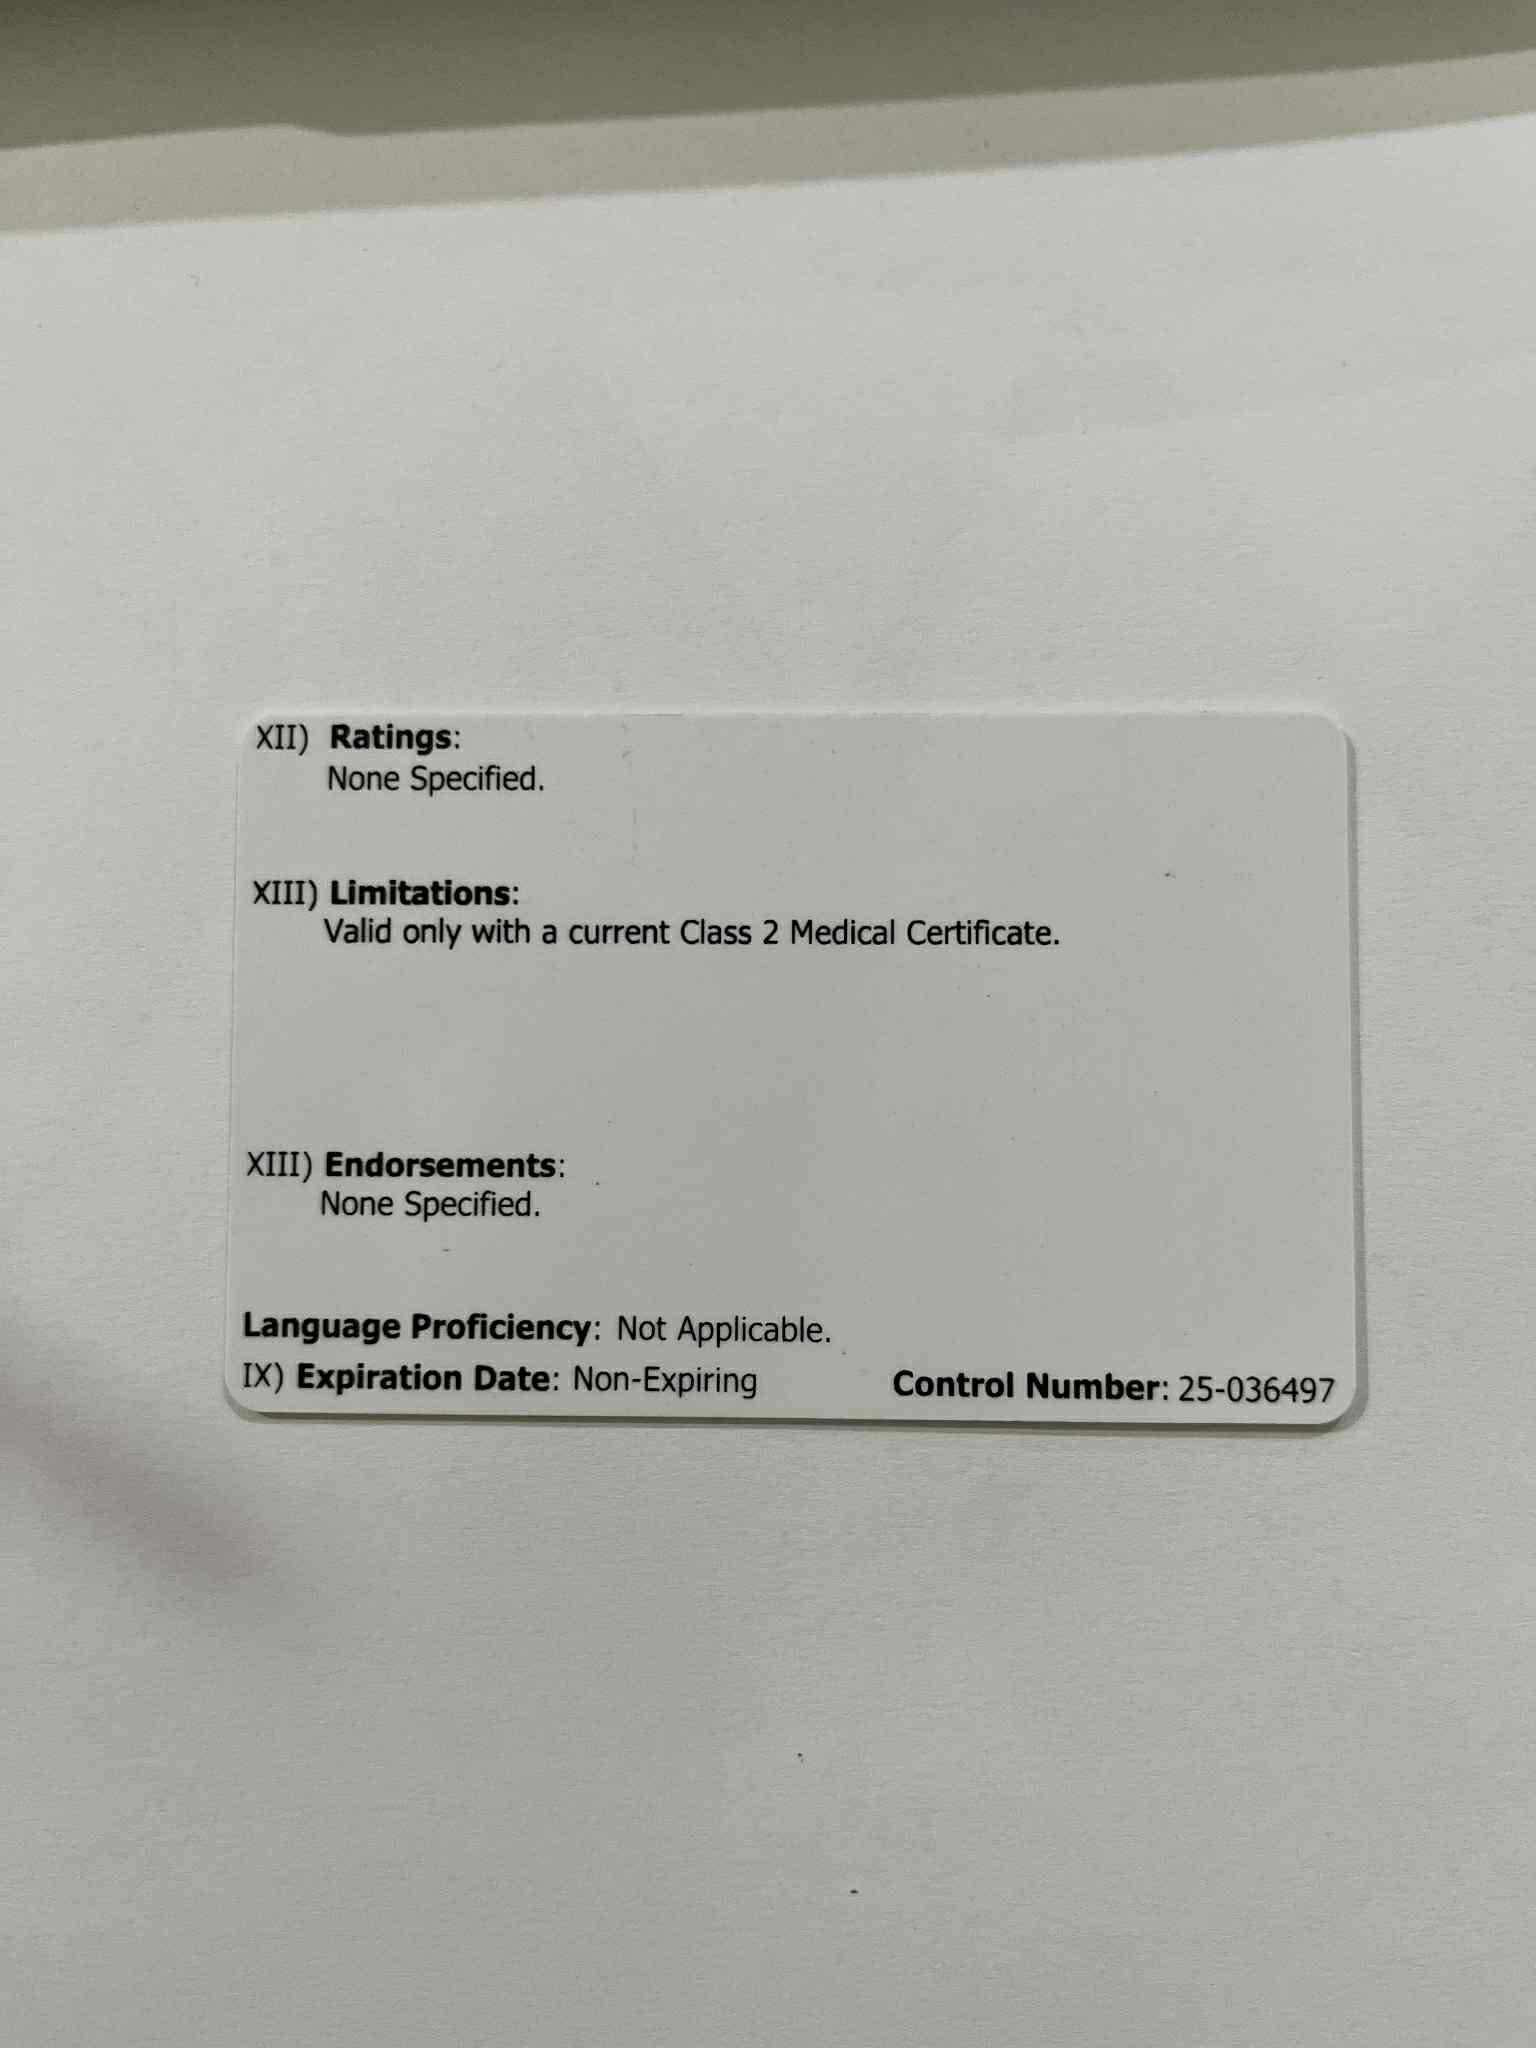 XII) Ratings:
None Specified.
XIII) Limitations:
Valid only with a current Class 2 Medical Certificate.
XIII) Endorsements:
None Specified.
Language Proficiency: Not Applicable.
IX) Expiration Date: Non-Expiring Control Number: 25-036497